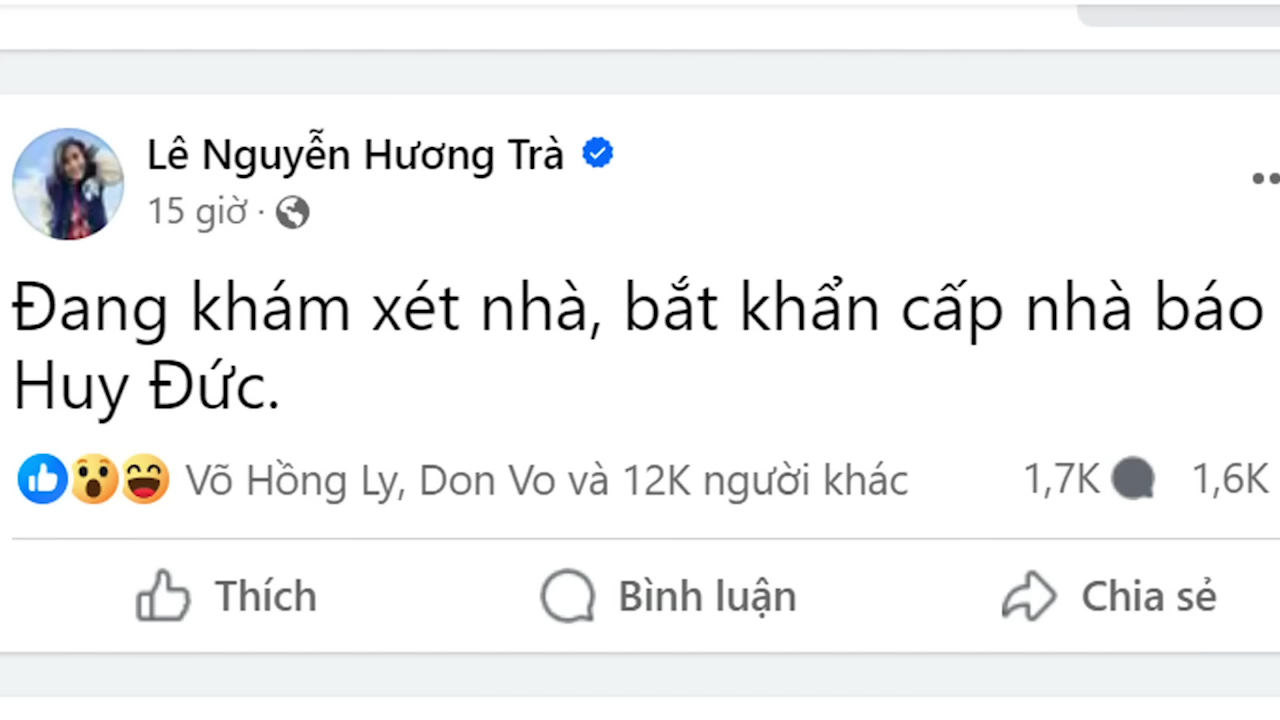 Lê Nguyễn Hương Trà
15 giờ ·
Đang khám xét nhà, bắt khẩn cấp nhà báo
Huy Đức.
Võ Hồng Ly, Don Vo và 12K người khác 1,7K 1,6K
Thích Bình luận Chia sẻ